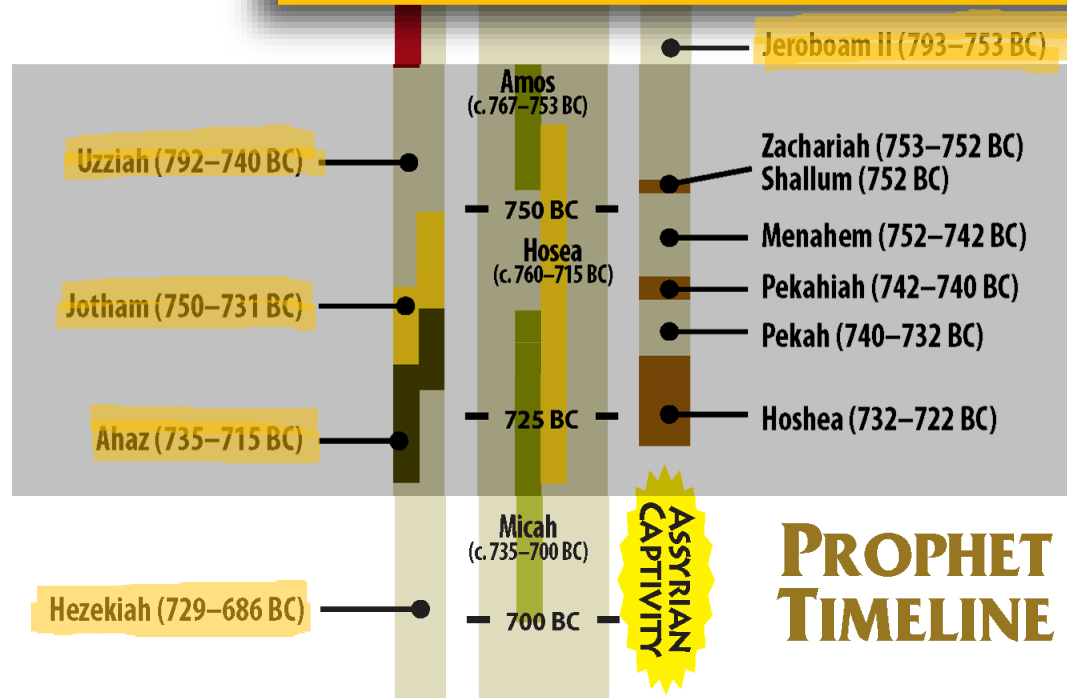 Jeroboam II (793–753 BC)
Amos
(c. 767–753 BC)
Uzziah (792–740 BC)
Zachariah (753–752 BC)
Shallum (752 BC)
750 BC
Menahem (752–742 BC)
Hosea
(c. 760–715 BC)
Jotham (750–731 BC)
Pekahiah (742–740 BC)
Pekah (740–732 BC)
725 BC
Hoshea (732–722 BC)
Ahaz (735–715 BC)
ASSYRIAN
CAPTIVITY
Micah
(c. 735–700 BC)
PROPHET
TIMELINE
Hezekiah (729–686 BC)
700 BC